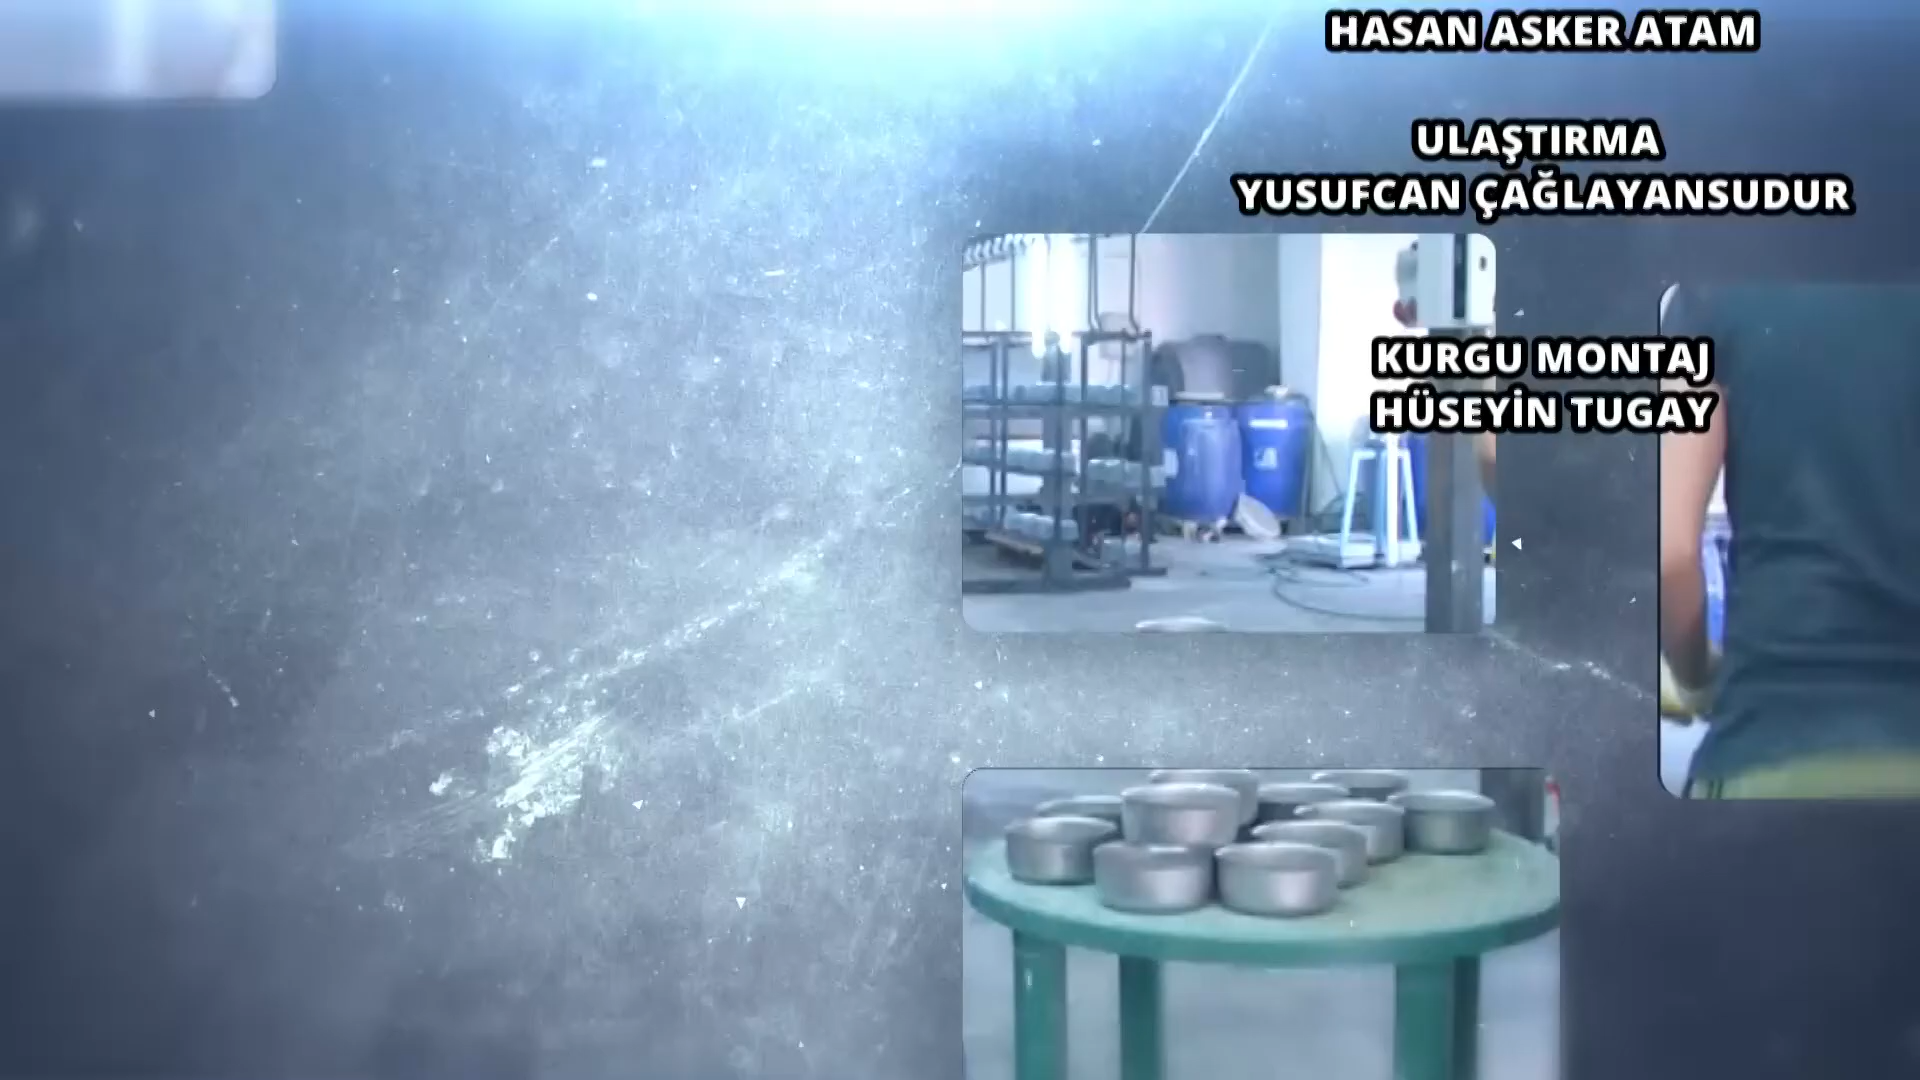 HASAN ASKER ATAM
ULAŞTIRMA
YUSUFCAN ÇAĞLAYANSUDUR
KURGU MONTAJ
HÜSEYİN TUGAY